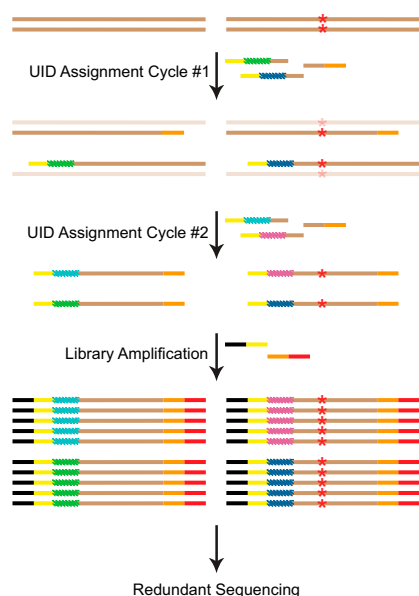 UID Assignment Cycle #1
UID Assignment Cycle #2
Library Amplification
Redundant Sequencing